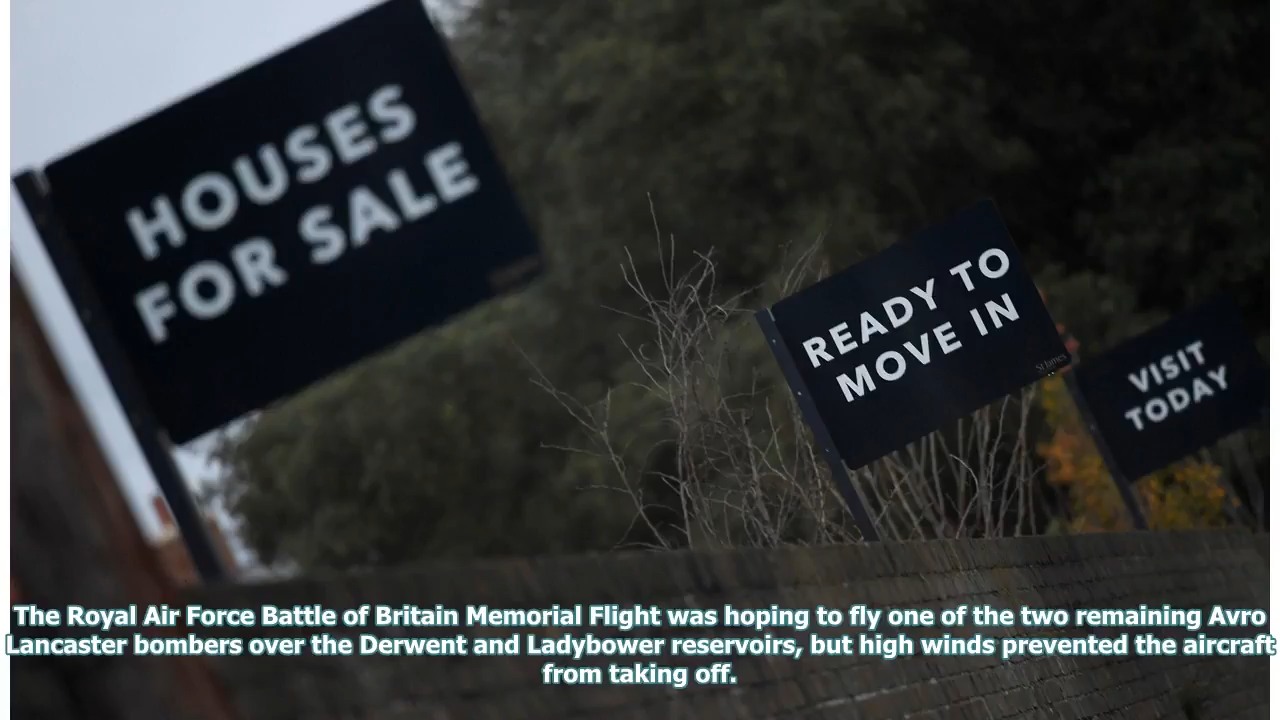 HOUSES
FOR SALE
READY TO
MOVE IN
St James
VISIT
TODAY
The Royal Air Force Battle of Britain Memorial Flight was hoping to fly one of the two remaining Avro
Lancaster bombers over the Derwent and Ladybower reservoirs, but high winds prevented the aircraft
from taking off.